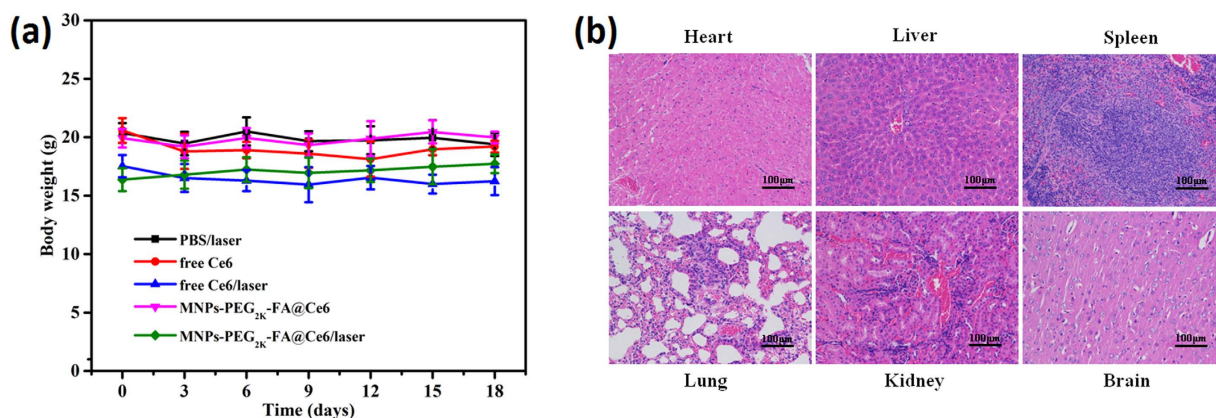 (a)
30
25
20
15
10
5
0
Body weight (g)
PBS/laser
free Ce6
free Ce6/laser
MNPs-PEG2K-FA@Ce6
MNPs-PEG2K-FA@Ce6/laser
0 3 6 9 12 15 18
Time (days)
(b)
Heart Liver Spleen
100μm 100μm 100μm
100μm 100μm 100μm
Lung Kidney Brain